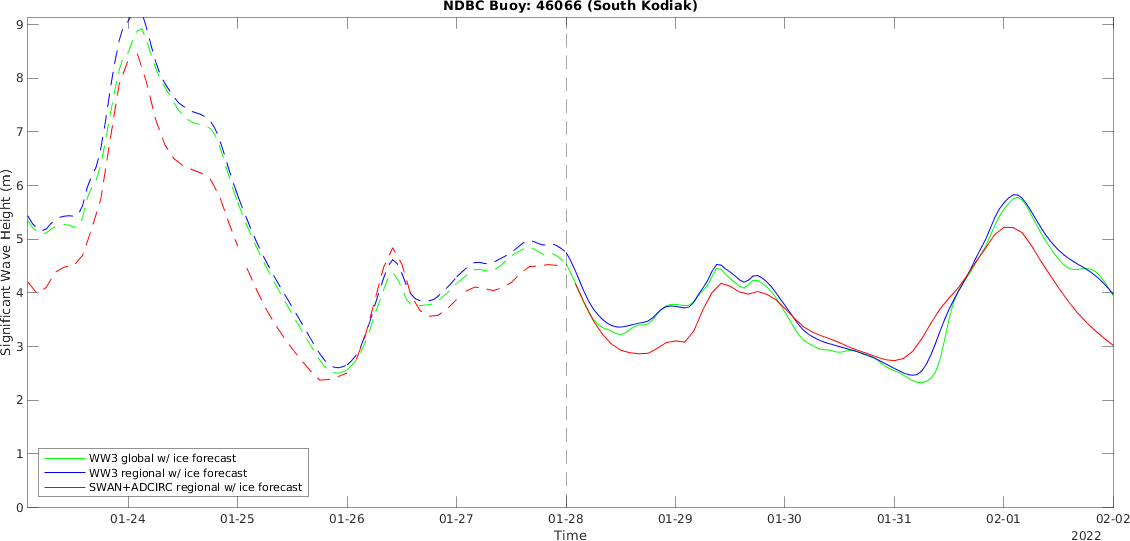 NDBC Buoy: 46066 (South Kodiak)
Significant Wave Height (m)
9
8
7
6
5
4
3
2
1
0
WW3 global w/ ice forecast
WW3 regional w/ ice forecast
SWAN+ADCIRC regional w/ ice forecast
01-24 01-25 01-26 01-27 01-28 01-29 01-30 01-31 02-01 02-02
Time
2022